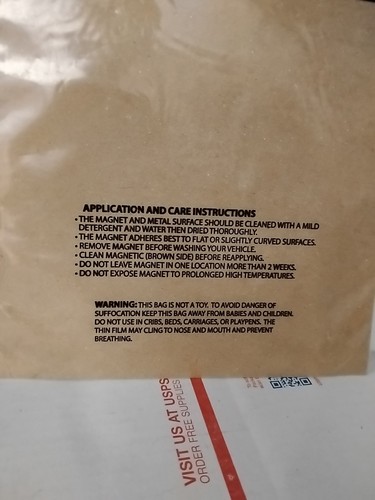 APPLICATION AND CARE INSTRUCTIONS
• THE MAGNET AND METAL SURFACE SHOULD BE CLEANED WITH A MILD
DETERGENT AND WATER THEN DRIED THOROUGHLY.
• THE MAGNET ADHERES BEST TO FLAT OR SLIGHTLY CURVED SURFACES.
• REMOVE MAGNET BEFORE WASHING YOUR VEHICLE.
• CLEAN MAGNETIC (BROWN SIDE) BEFORE REAPPLYING.
• DO NOT LEAVE MAGNET IN ONE LOCATION MORE THAN 2 WEEKS.
• DO NOT EXPOSE MAGNET TO PROLONGED HIGH TEMPERATURES.
WARNING: THIS BAG IS NOT A TOY. TO AVOID DANGER OF
SUFFOCATION KEEP THIS BAG AWAY FROM BABIES AND CHILDREN.
DO NOT USE IN CRIBS, BEDS, CARRIAGES, OR PLAYPENS. THE
THIN FILM MAY CLING TO NOSE AND MOUTH AND PREVENT
BREATHING.
VISIT US AT USPS
ORDER FREE SUPPLIES